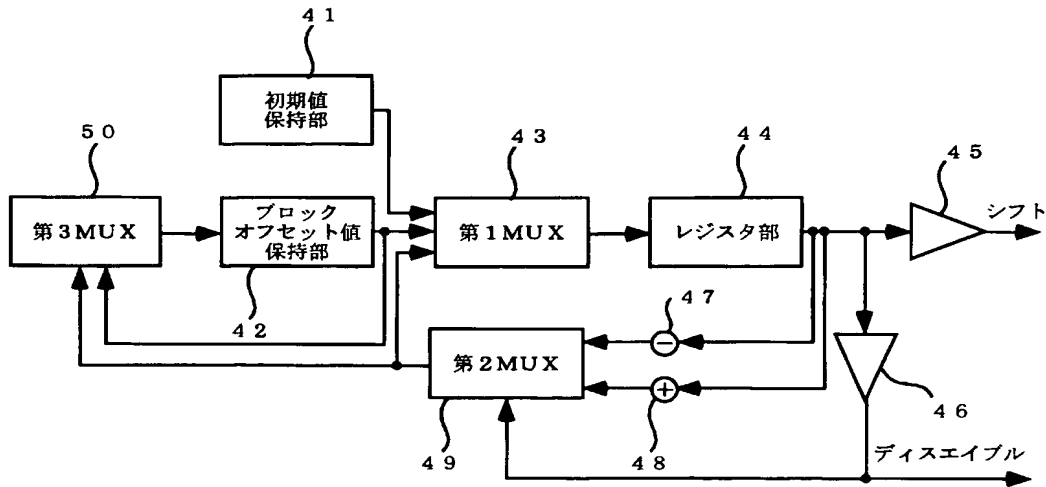 ４１
初期値
保持部
５０
４３
４４
４５
第３ＭＵＸ
ブロック
オフセット値
保持部
第１ＭＵＸ
レジスタ部
シフト
４２
４７
−
第２ＭＵＸ
+
４６
４９
４８
ディスエイブル